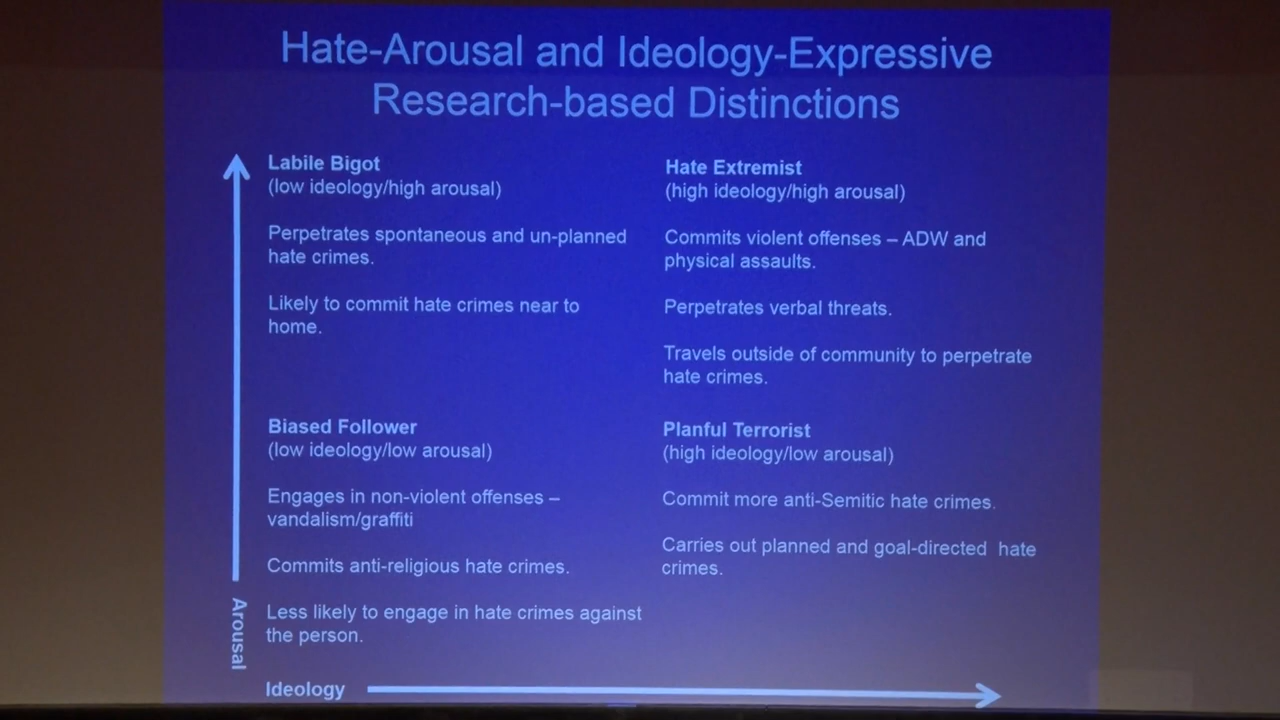 Hate-Arousal and Ideology-Expressive
Research-based Distinctions
Labile Bigot
(low ideology/high arousal)
Perpetrates spontaneous and un-planned
hate crimes.
Likely to commit hate crimes near to
home.
Hate Extremist
(high ideology/high arousal)
Commits violent offenses – ADW and
physical assaults.
Perpetrates verbal threats.
Travels outside of community to perpetrate
hate crimes.
Biased Follower
(low ideology/low arousal)
Engages in non-violent offenses –
vandalism/graffiti
Commits anti-religious hate crimes.
Less likely to engage in hate crimes against
the person.
Planful Terrorist
(high ideology/low arousal)
Commit more anti-Semitic hate crimes.
Carries out planned and goal-directed  hate
crimes.
Arousal
Ideology